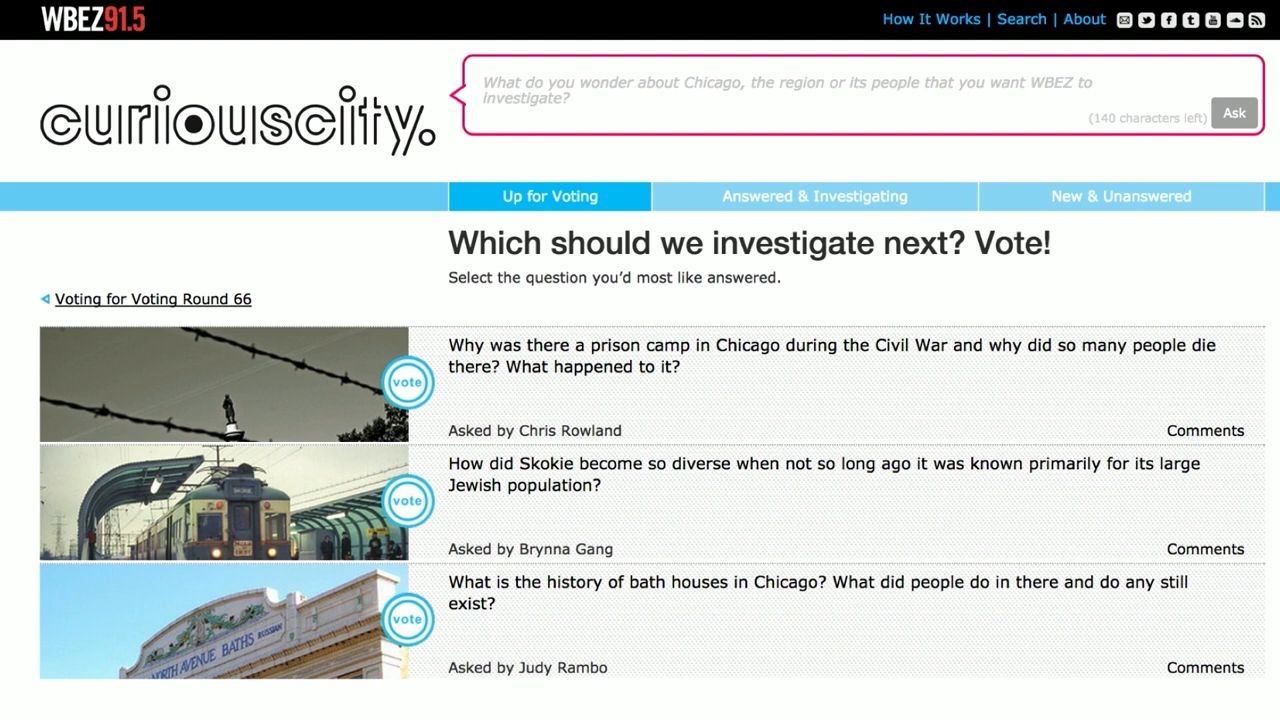 WBEZ91.5
How It Works | Search | About
curiouscity.
What do you wonder about Chicago, the region or its people that you want WBEZ to
investigate?
(140 characters left)
Ask
Up for Voting
Answered & Investigating
New & Unanswered
Which should we investigate next? Vote!
Select the question you’d most like answered.
Voting for Voting Round 66
vote
Why was there a prison camp in Chicago during the Civil War and why did so many people die
there? What happened to it?
Asked by Chris Rowland
Comments
vote
How did Skokie become so diverse when not so long ago it was known primarily for its large
Jewish population?
Asked by Brynna Gang
Comments
NORTH AVENUE BATHS RUSSIAN
vote
What is the history of bath houses in Chicago? What did people do in there and do any still
exist?
Asked by Judy Rambo
Comments